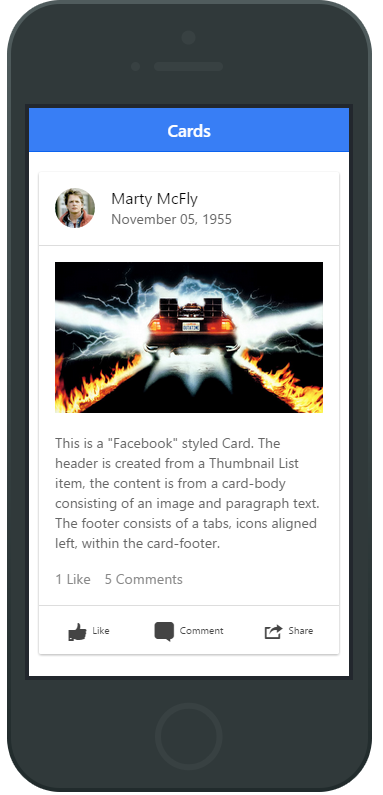 Cards
Marty McFly
November 05, 1955
OUTATIME
This is a "Facebook" styled Card. The
header is created from a Thumbnail List
item, the content is from a card-body
consisting of an image and paragraph text.
The footer consists of a tabs, icons aligned
left, within the card-footer.
1 Like 5 Comments
Like Comment Share